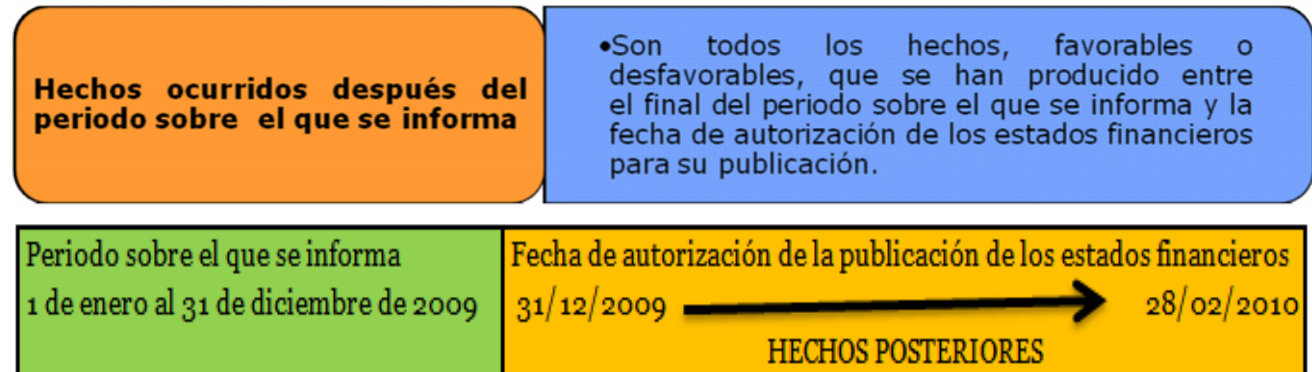 Hechos ocurridos después del
periodo sobre el que se informa
•Son todos los hechos, favorables o
desfavorables, que se han producido entre
el final del periodo sobre el que se informa y la
fecha de autorización de los estados financieros
para su publicación.
Periodo sobre el que se informa
1 de enero al 31 de diciembre de 2009
Fecha de autorización de la publicación de los estados financieros
31/12/2009 28/02/2010
HECHOS POSTERIORES